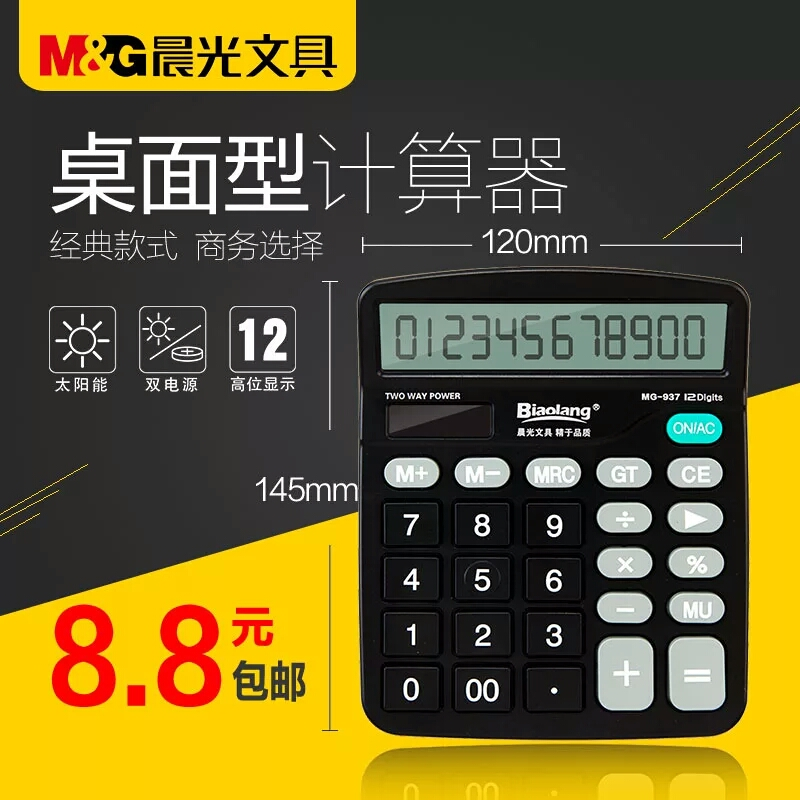 M&G晨光文具
桌面型计算器
经典款式 商务选择
120mm
12
太阳能 双电源 高位显示
145mm
012345678900
TWO WAY POWER
Biaolang®
MG-937 12Digits
晨光文具 精于品质
ON/AC
M+ M− MRC GT CE
7 8 9 ÷ ▶
4 5 6 × %
1 2 3 − MU
0 00 · + =
8.8元
包邮